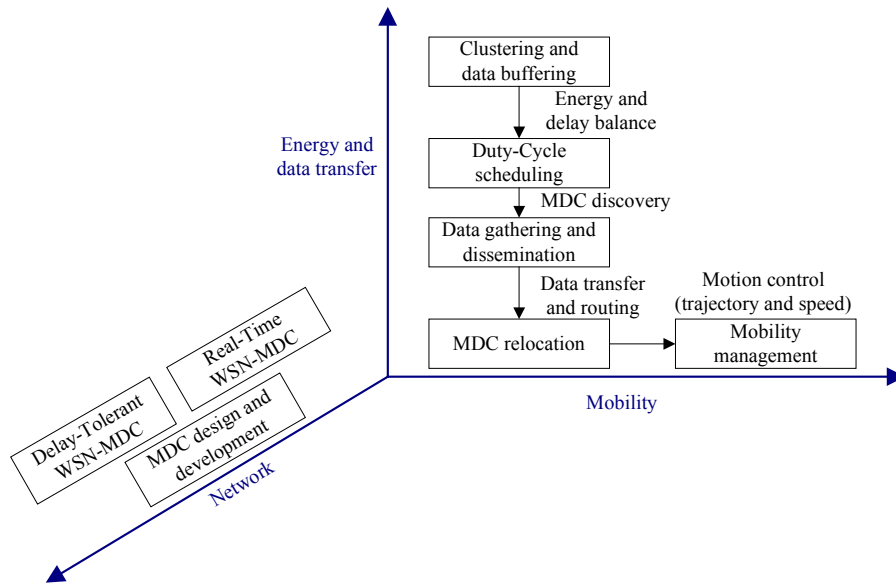 Clustering and
data buffering
Energy and
delay balance
Energy and
data transfer
Duty-Cycle
scheduling
MDC discovery
Data gathering and
dissemination
Data transfer
and routing
Motion control
(trajectory and speed)
MDC relocation
Mobility
management
Mobility
Real-Time
WSN-MDC
Delay-Tolerant
WSN-MDC
MDC design and
development
Network